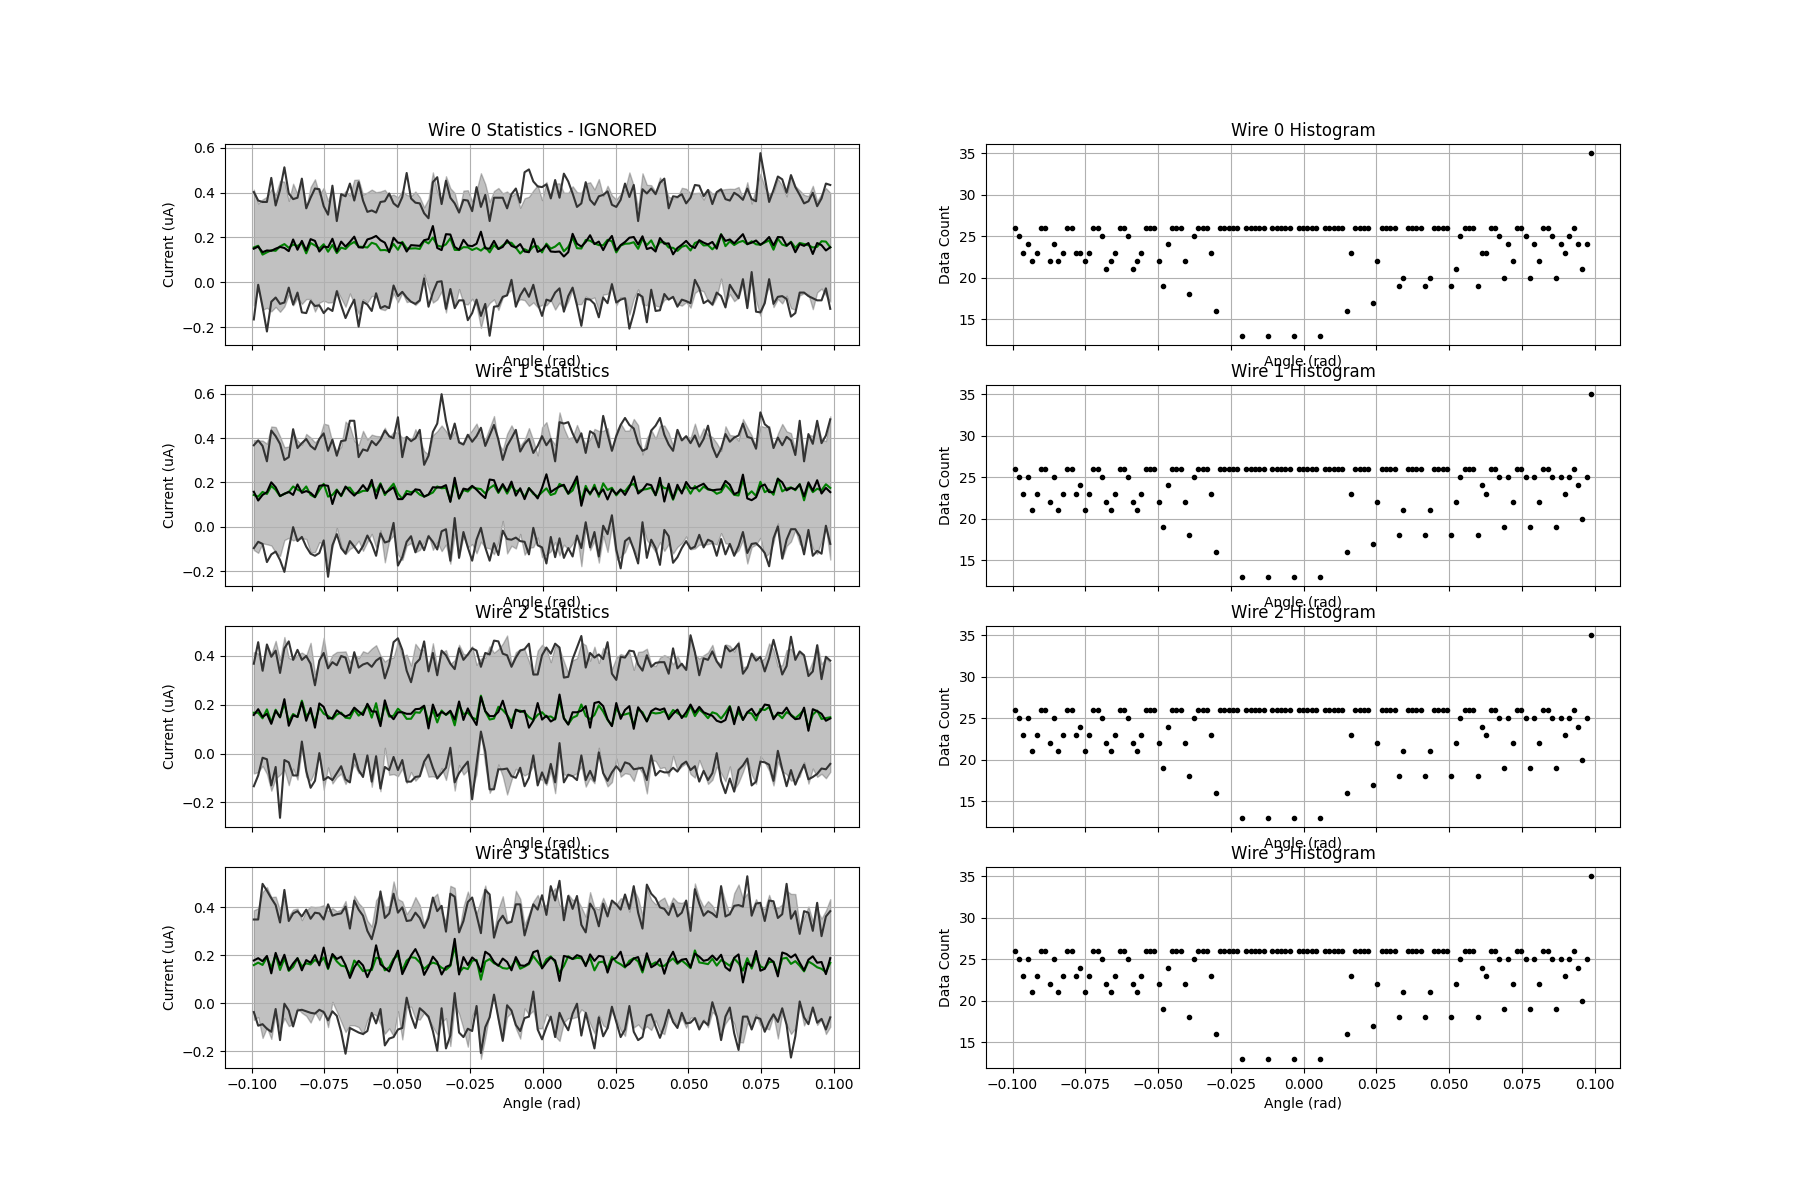 Wire 0 Statistics - IGNORED
Current (uA)
0.6
0.4
0.2
0.0
−0.2
Angle (rad)
Wire 0 Histogram
Data Count
35
30
25
20
15
Angle (rad)
Wire 1 Statistics
Current (uA)
0.6
0.4
0.2
0.0
−0.2
Angle (rad)
Wire 1 Histogram
Data Count
35
30
25
20
15
Angle (rad)
Wire 2 Statistics
Current (uA)
0.4
0.2
0.0
−0.2
Angle (rad)
Wire 2 Histogram
Data Count
35
30
25
20
15
Angle (rad)
Wire 3 Statistics
Current (uA)
0.4
0.2
0.0
−0.2
−0.100 −0.075 −0.050 −0.025 0.000 0.025 0.050 0.075 0.100
Angle (rad)
Wire 3 Histogram
Data Count
35
30
25
20
15
−0.100 −0.075 −0.050 −0.025 0.000 0.025 0.050 0.075 0.100
Angle (rad)